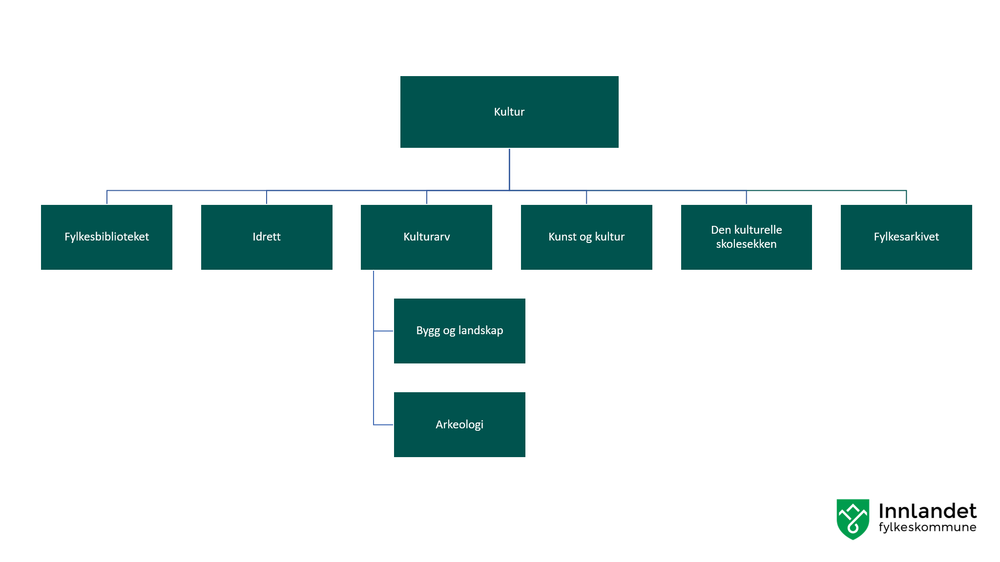 Kultur
Fylkesbiblioteket
Idrett
Kulturarv
Kunst og kultur
Den kulturelle
skolesekken
Fylkesarkivet
Bygg og landskap
Arkeologi
Innlandet
fylkeskommune